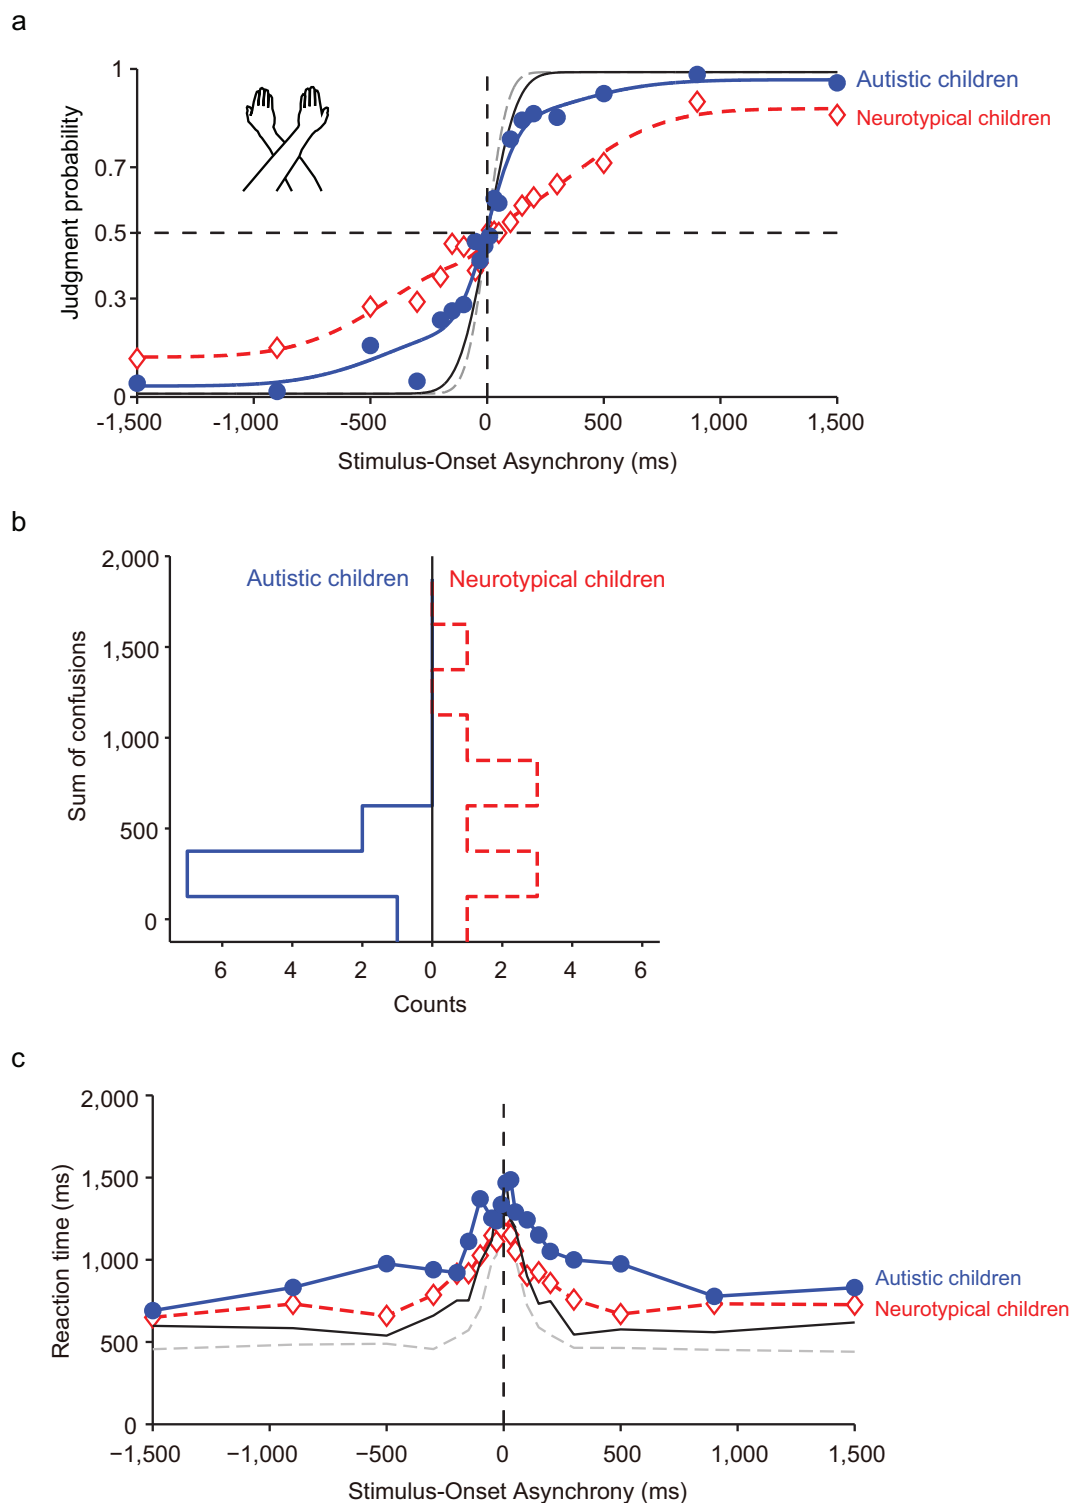 a
1
0.7
0.5
0.3
0
Judgment probability
Autistic children
Neurotypical children
-1,500
-1,000
-500
0
500
1,000
1,500
Stimulus-Onset Asynchrony (ms)
b
2,000
1,500
1,000
500
0
Sum of confusions
Autistic children
Neurotypical children
6
4
2
0
2
4
6
Counts
c
2,000
1,500
1,000
500
0
Reaction time (ms)
Autistic children
Neurotypical children
−1,500
−1,000
−500
0
500
1,000
1,500
Stimulus-Onset Asynchrony (ms)